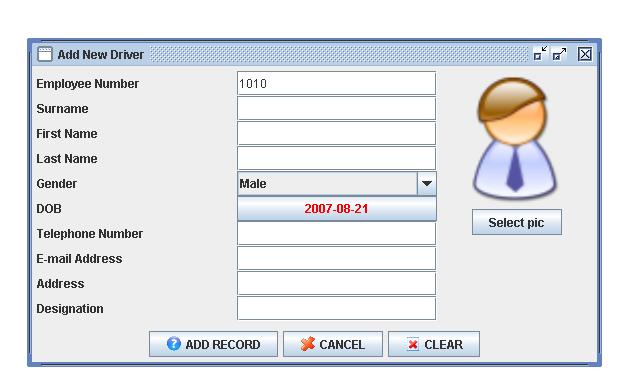 Add New Driver
Employee Number 1010
Surname
First Name
Last Name
Gender Male
DOB 2007-08-21
Select pic
Telephone Number
E-mail Address
Address
Designation
ADD RECORD CANCEL CLEAR